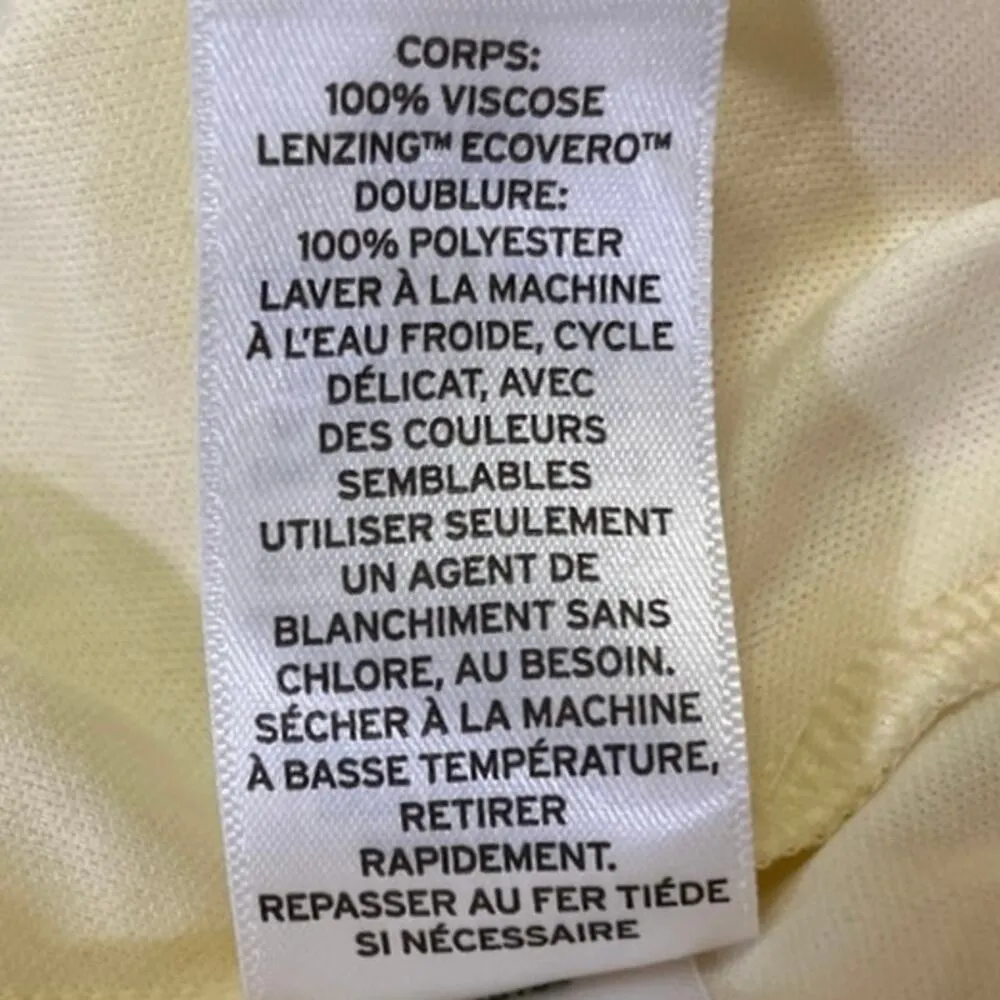 CORPS:
100% VISCOSE
LENZING™ ECOVERO™
DOUBLURE:
100% POLYESTER
LAVER À LA MACHINE
À L'EAU FROIDE, CYCLE
DÉLICAT, AVEC
DES COULEURS
SEMBLABLES
UTILISER SEULEMENT
UN AGENT DE
BLANCHIMENT SANS
CHLORE, AU BESOIN.
SÉCHER À LA MACHINE
À BASSE TEMPÉRATURE,
RETIRER
RAPIDEMENT.
REPASSER AU FER TIÉDE
SI NÉCESSAIRE